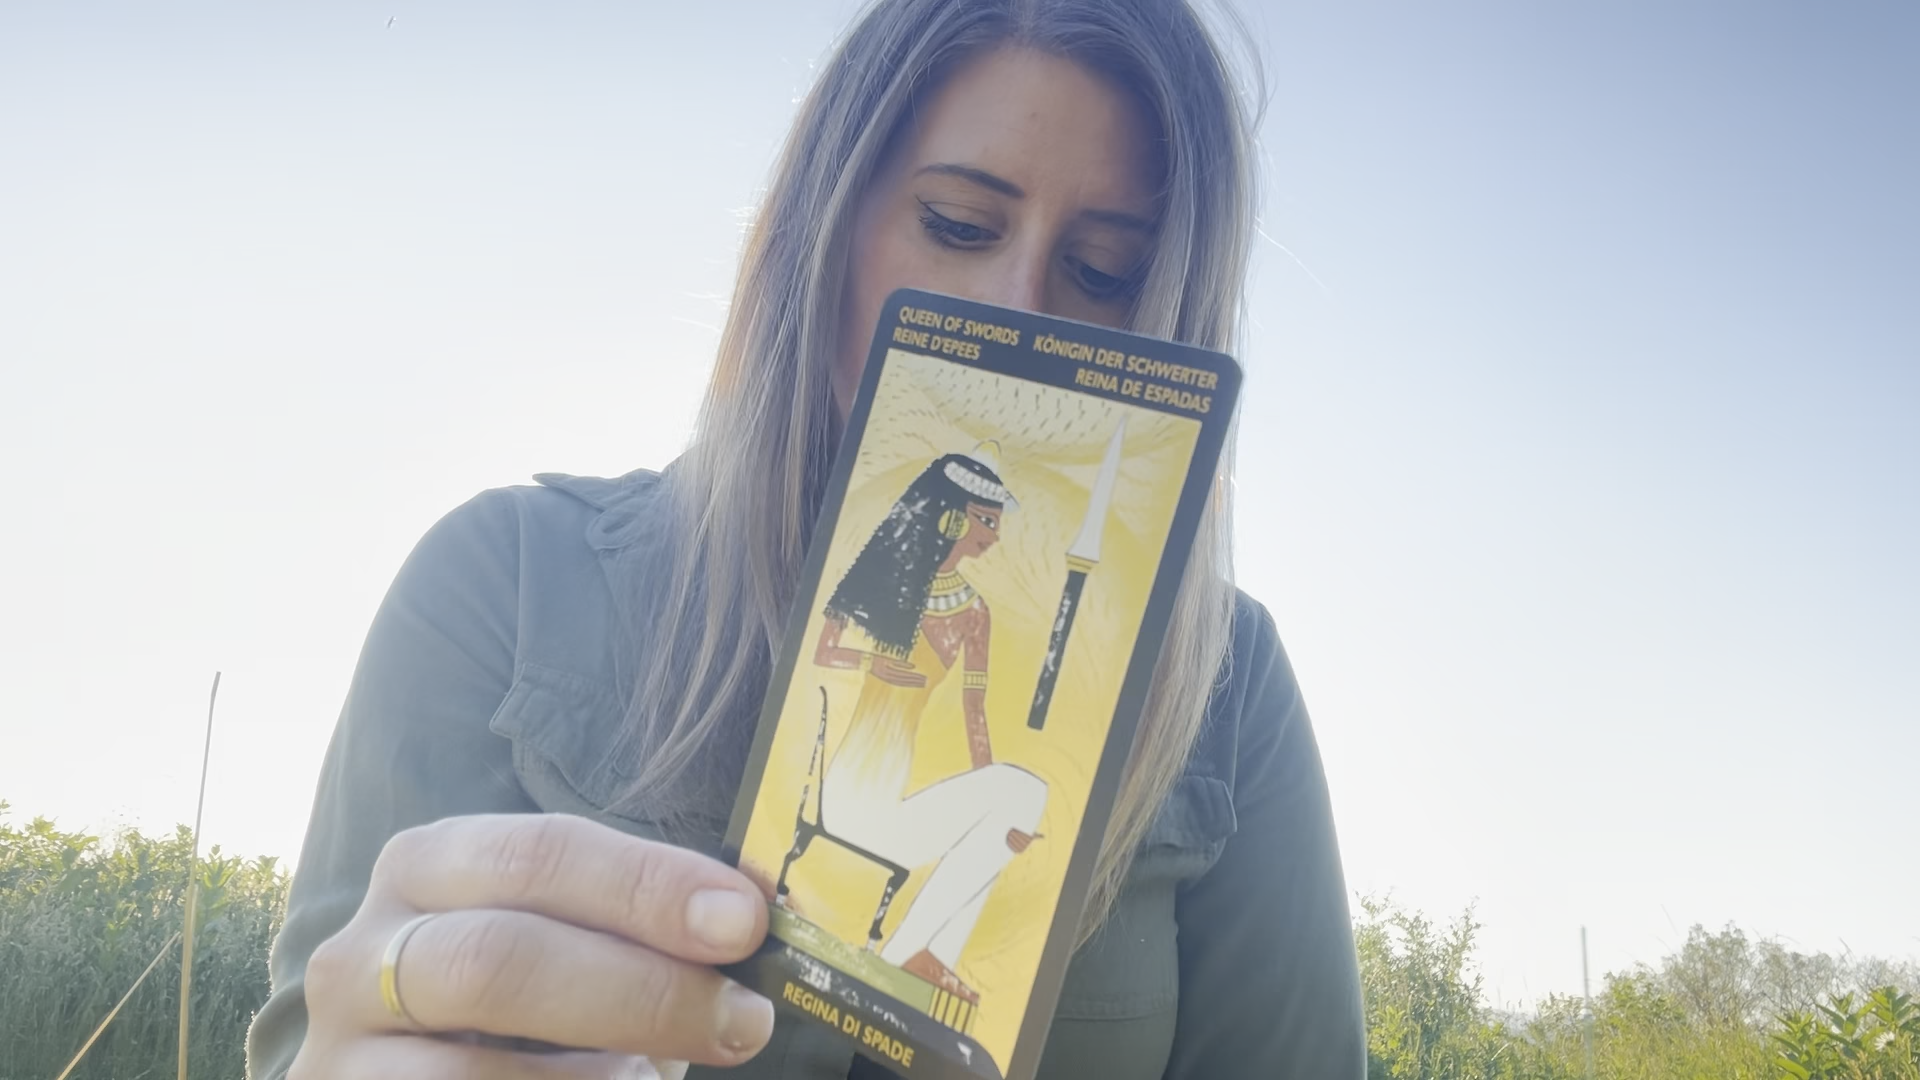 QUEEN OF SWORDS
REINE D'EPEES
KÖNIGIN DER SCHWERTER
REINA DE ESPADAS
REGINA DI SPADE